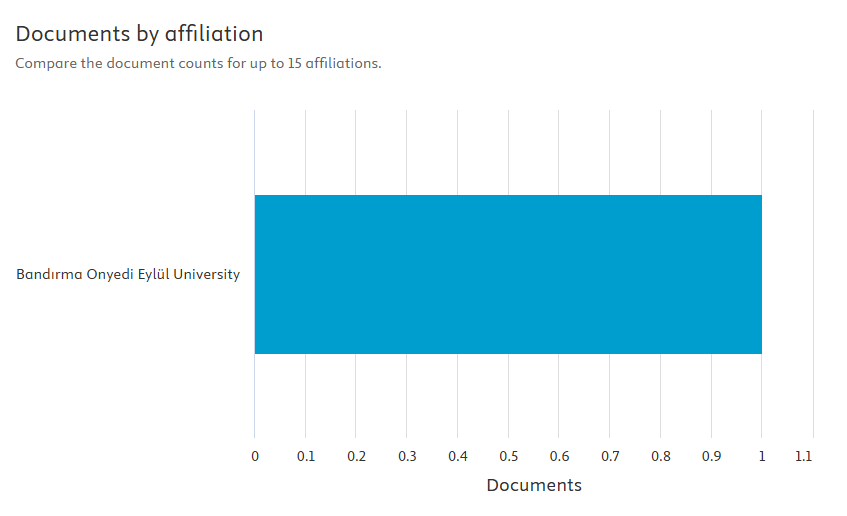 Documents by affiliation
Compare the document counts for up to 15 affiliations.
Bandırma Onyedi Eylül University
0 0.1 0.2 0.3 0.4 0.5 0.6 0.7 0.8 0.9 1 1.1
Documents